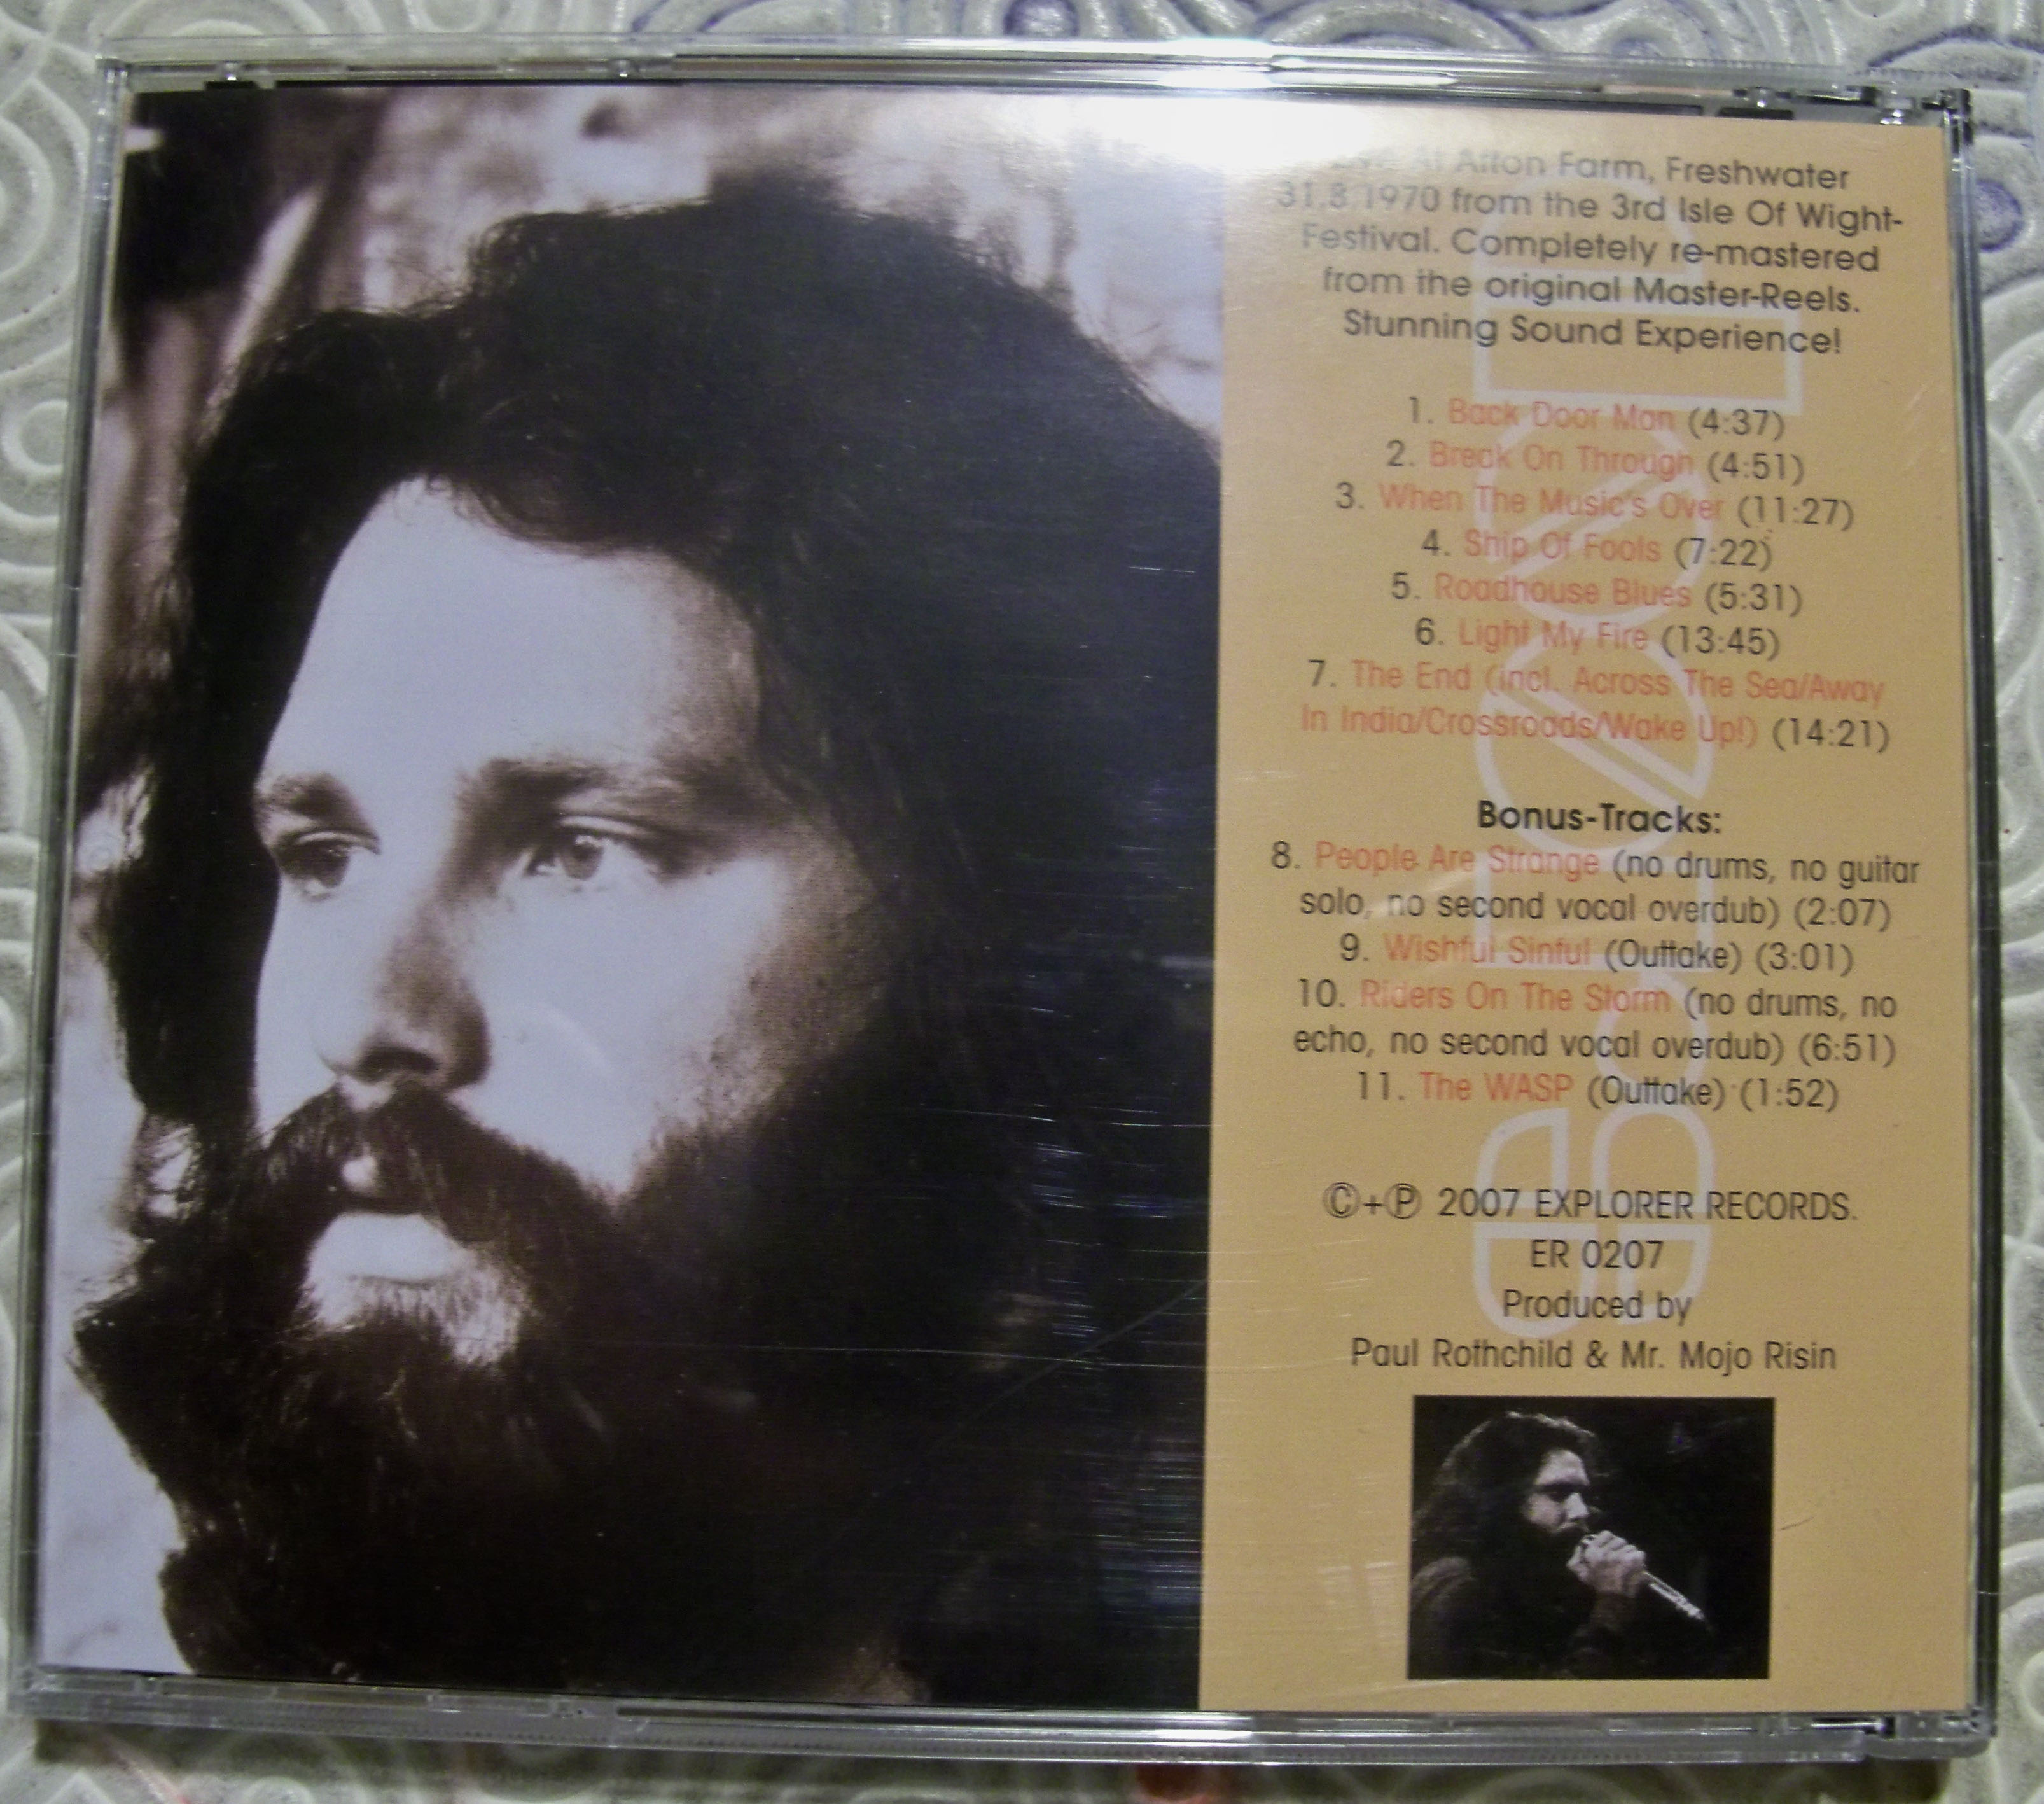 Live At Afton Farm, Freshwater
31.8.1970 from the 3rd Isle Of Wight-
Festival. Completely re-mastered
from the original Master-Reels.
Stunning Sound Experience!
1. Back Door Man (4:37)
2. Break On Through (4:51)
3. When The Music's Over (11:27)
4. Ship Of Fools (7:22)
5. Roadhouse Blues (5:31)
6. Light My Fire (13:45)
7. The End (incl. Across The Sea/Away
In India/Crossroads/Wake Up!) (14:21)
Bonus-Tracks:
8. People Are Strange (no drums, no guitar
solo, no second vocal overdub) (2:07)
9. Wishful Sinful (Outtake) (3:01)
10. Riders On The Storm (no drums, no
echo, no second vocal overdub) (6:51)
11. The WASP (Outtake) (1:52)
©+℗ 2007 EXPLORER RECORDS.
ER 0207
Produced by
Paul Rothchild & Mr. Mojo Risin